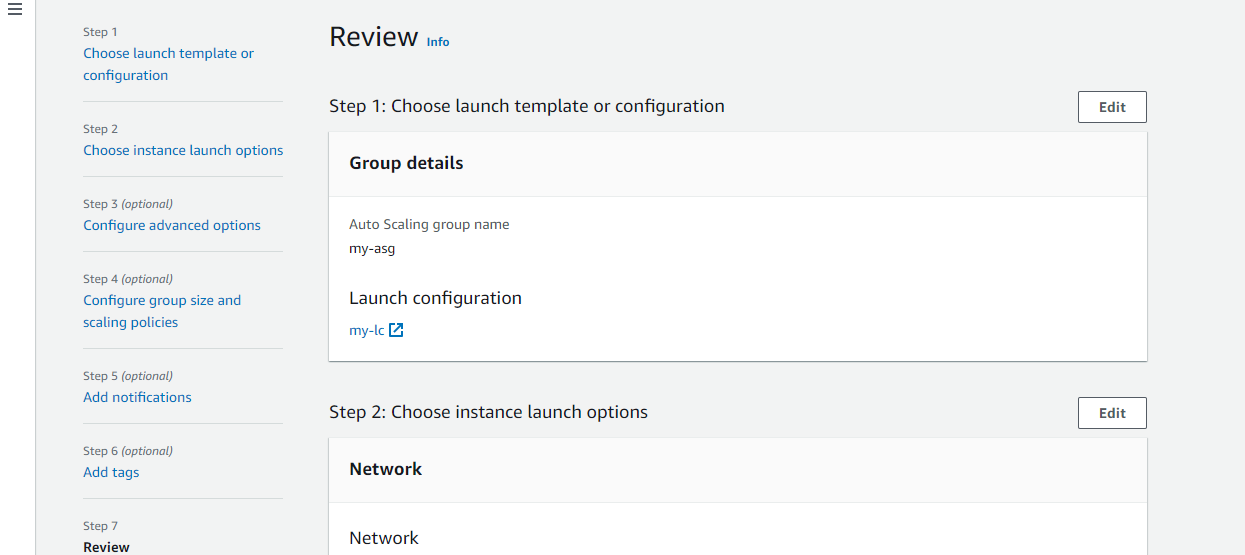 Step 1
Choose launch template or
configuration
Step 2
Choose instance launch options
Step 3 (optional)
Configure advanced options
Step 4 (optional)
Configure group size and
scaling policies
Step 5 (optional)
Add notifications
Step 6 (optional)
Add tags
Step 7
Review
Review Info
Step 1: Choose launch template or configuration
Edit
Group details
Auto Scaling group name
my-asg
Launch configuration
my-lc
Step 2: Choose instance launch options
Edit
Network
Network